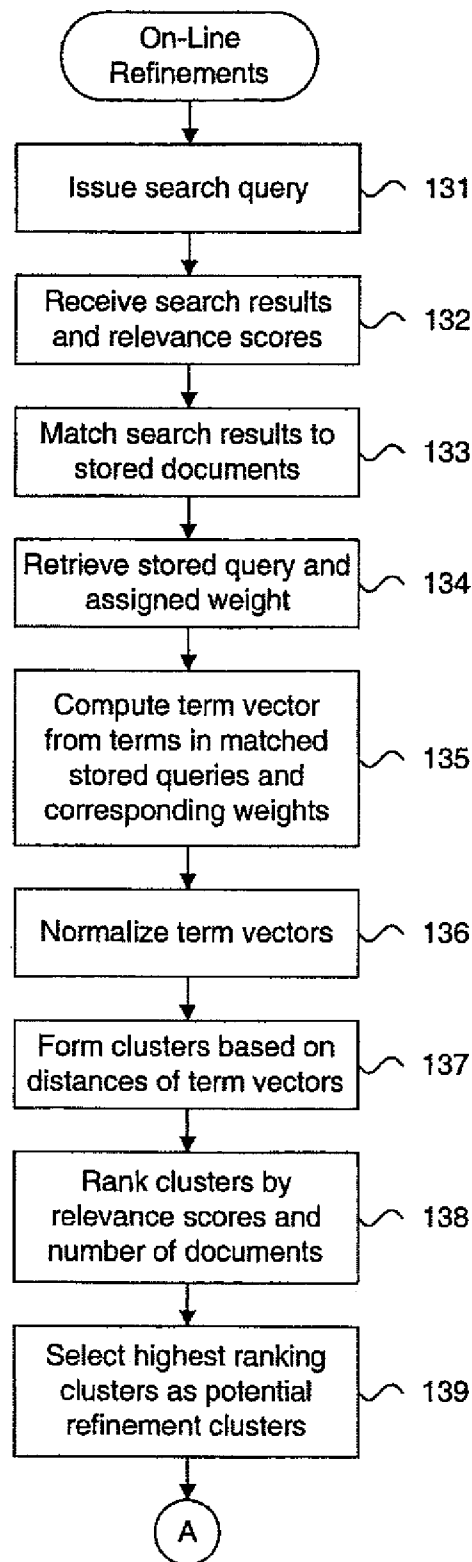 On-Line
Refinements
Issue search query
131
Receive search results
and relevance scores
132
Match search results to
stored documents
133
Retrieve stored query and
assigned weight
134
Compute term vector
from terms in matched
stored queries and
corresponding weights
135
Normalize term vectors
136
Form clusters based on
distances of term vectors
137
Rank clusters by
relevance scores and
number of documents
138
Select highest ranking
clusters as potential
refinement clusters
139
A